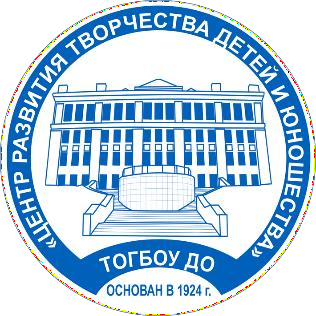 «ЦЕНТР РАЗВИТИЯ ТВОРЧЕСТВА ДЕТЕЙ И ЮНОШЕСТВА»
ТОГБОУ ДО
ОСНОВАН В 1924 г.